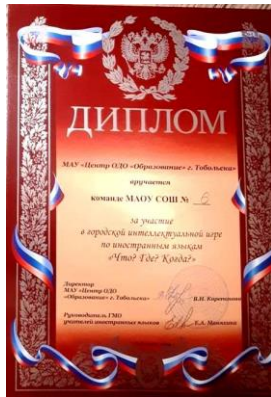 ДИПЛОМ
МАУ «Центр ОДО «Образование» г. Тобольска»
вручается
команде МАОУ СОШ № 6
за участие
в городской интеллектуальной игре
по иностранным языкам
«Что? Где? Когда?»
Директор
МАУ «Центр ОДО
«Образование» г. Тобольска»
Руководитель ГМО
учителей иностранных языков